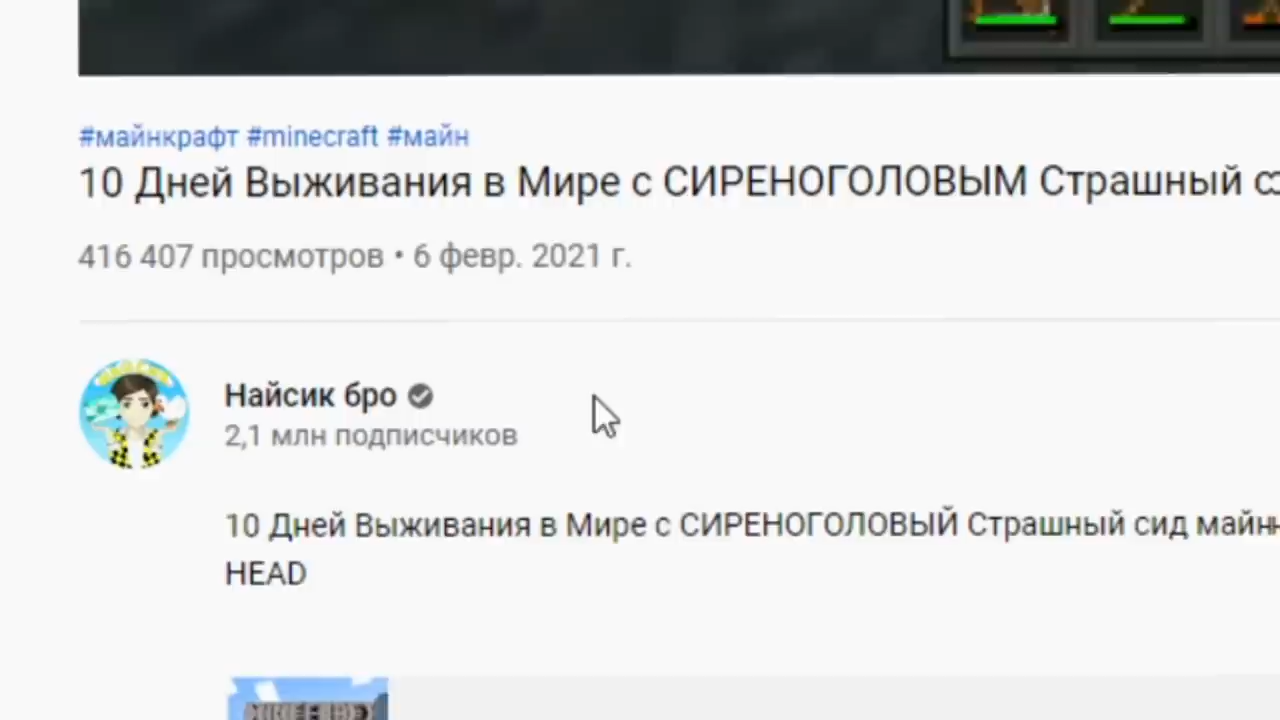 #майнкрафт #minecraft #майн
10 Дней Выживания в Мире с СИРЕНОГОЛОВЫМ Страшный
416 407 просмотров • 6 февр. 2021 г.
Найсик бро
2,1 млн подписчиков
10 Дней Выживания в Мире с СИРЕНОГОЛОВЫЙ Страшный сид майн
HEAD